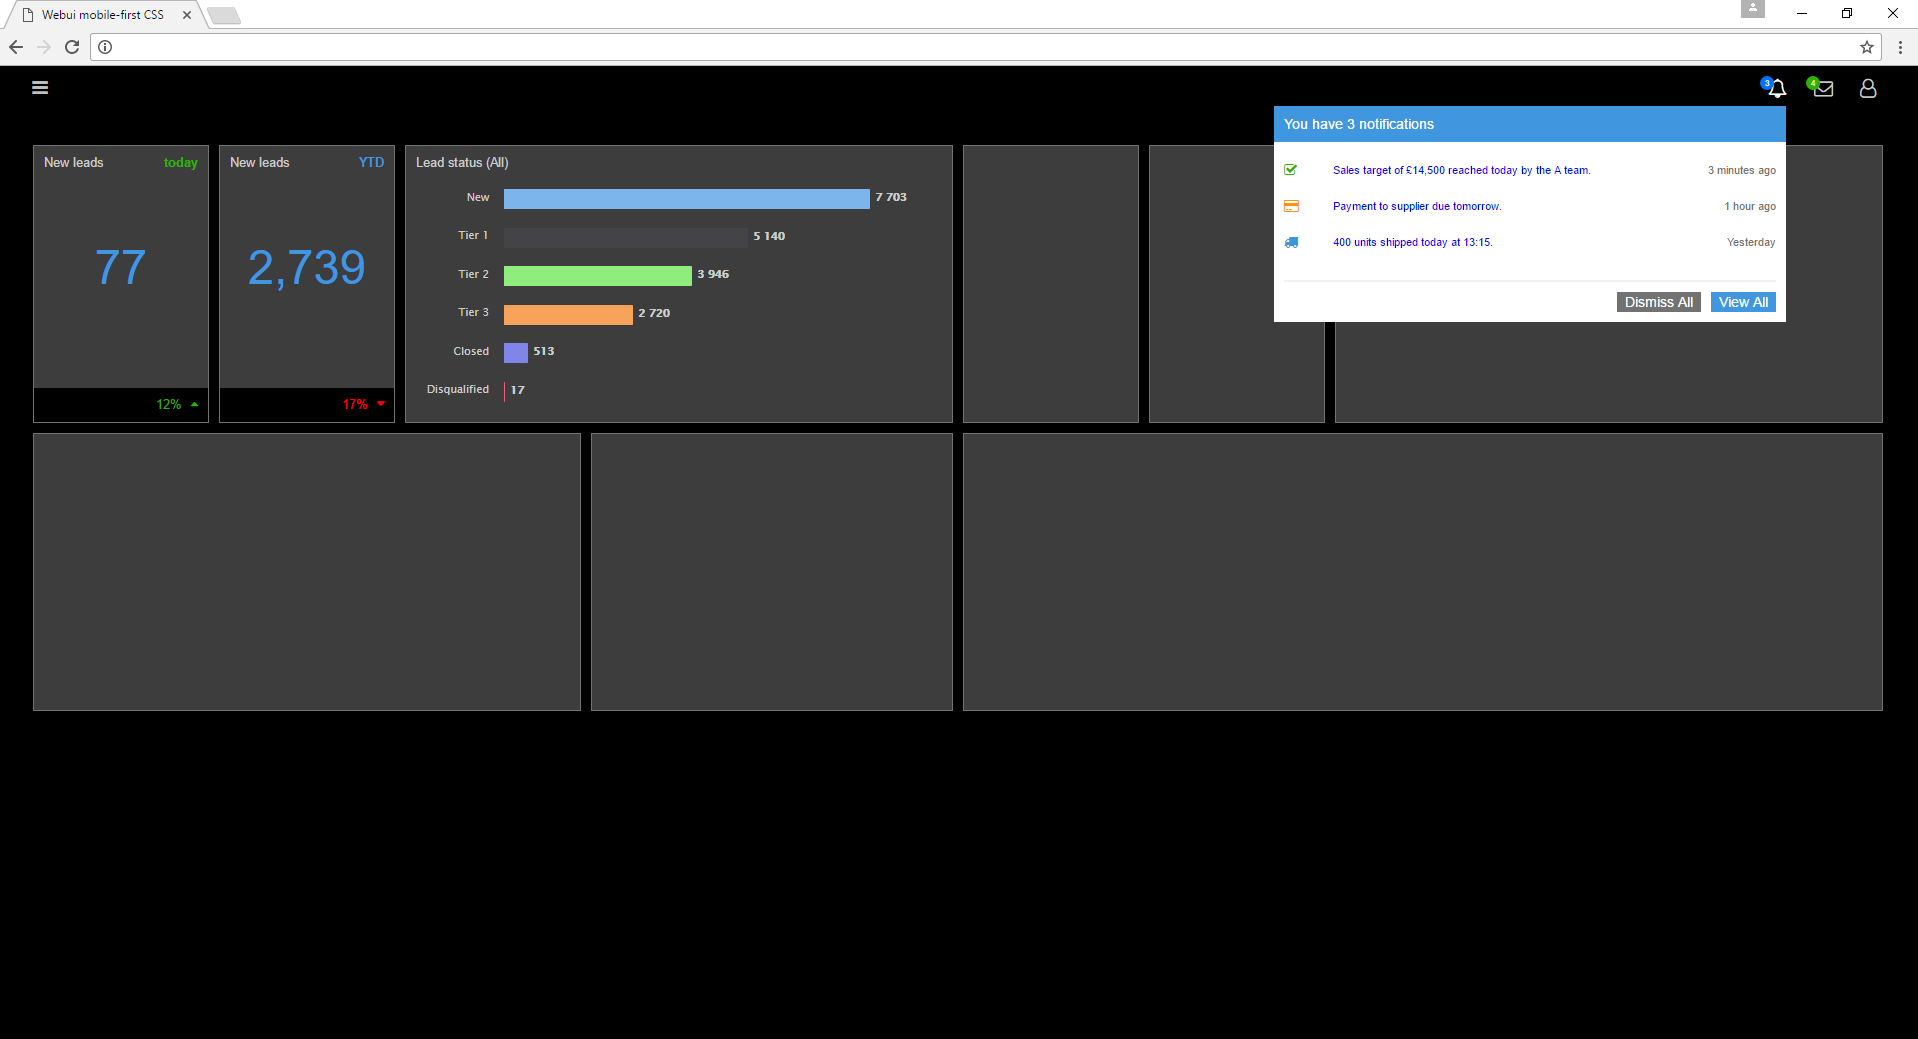 Webui mobile-first CSS
3
4
You have 3 notifications
Sales target of £14,500 reached today by the A team. 3 minutes ago
Payment to supplier due tomorrow. 1 hour ago
400 units shipped today at 13:15. Yesterday
Dismiss All View All
New leads today
77
12%
New leads YTD
2,739
17%
Lead status (All)
New 7 703
Tier 1 5 140
Tier 2 3 946
Tier 3 2 720
Closed 513
Disqualified 17